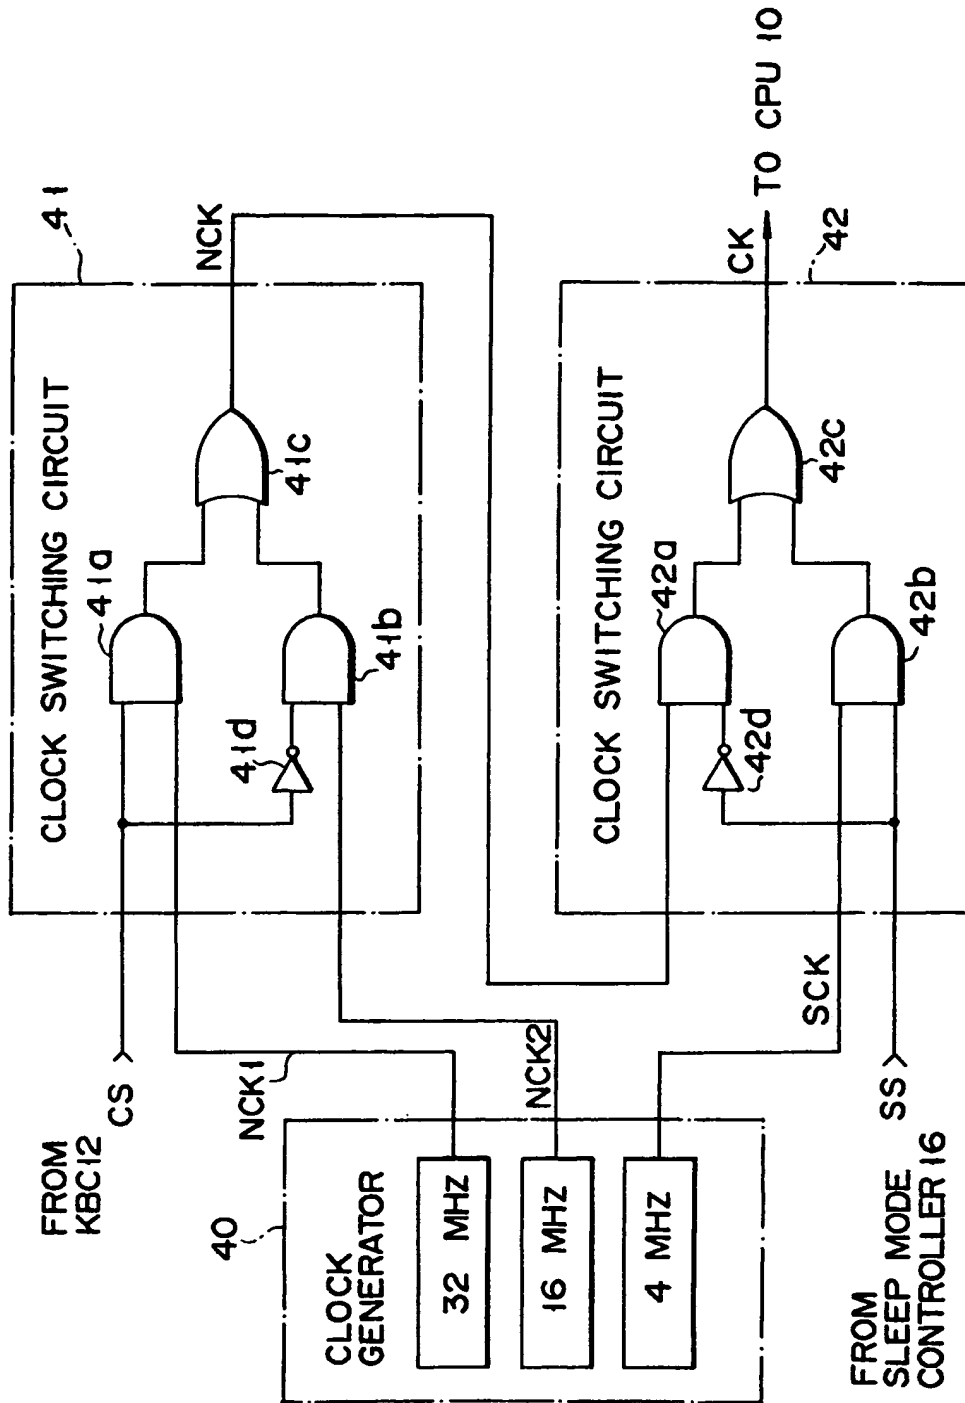 FROM
KBC12
CS
NCK1
40
CLOCK
GENERATOR
32 MHZ
16 MHZ
4 MHZ
NCK2
SCK
FROM
SLEEP MODE
CONTROLLER 16
SS
41
CLOCK SWITCHING CIRCUIT
41a
41b
41c
41d
NCK
CLOCK SWITCHING CIRCUIT
42a
42b
42c
42d
CK
TO CPU 10
42